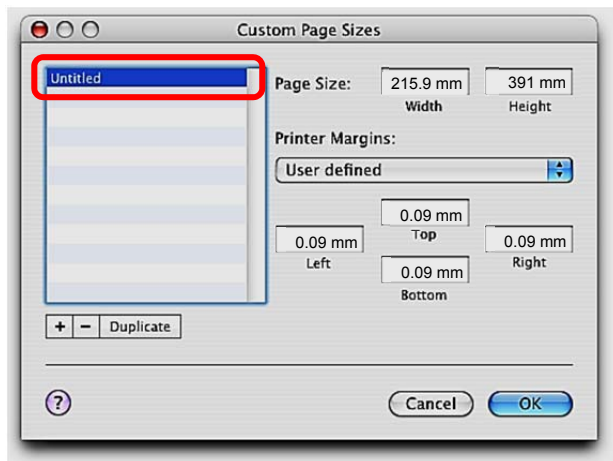 Custom Page Sizes
Untitled
Page Size:
215.9 mm
391 mm
Width
Height
Printer Margins:
User defined
0.09 mm
Top
0.09 mm
0.09 mm
Left
Right
0.09 mm
Bottom
+ − Duplicate
?
Cancel
OK